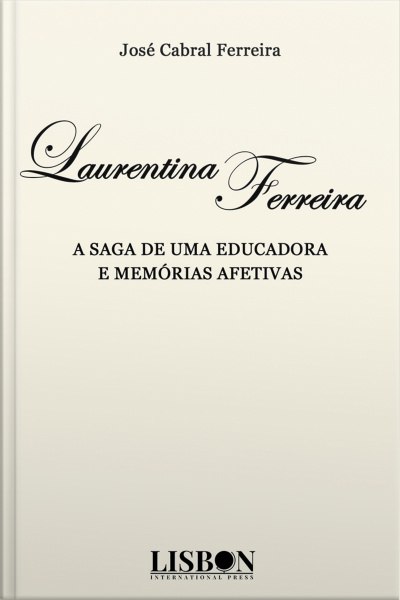 José Cabral Ferreira
Laurentina Ferreira
A SAGA DE UMA EDUCADORA
E MEMÓRIAS AFETIVAS
LISBON
INTERNATIONAL PRESS